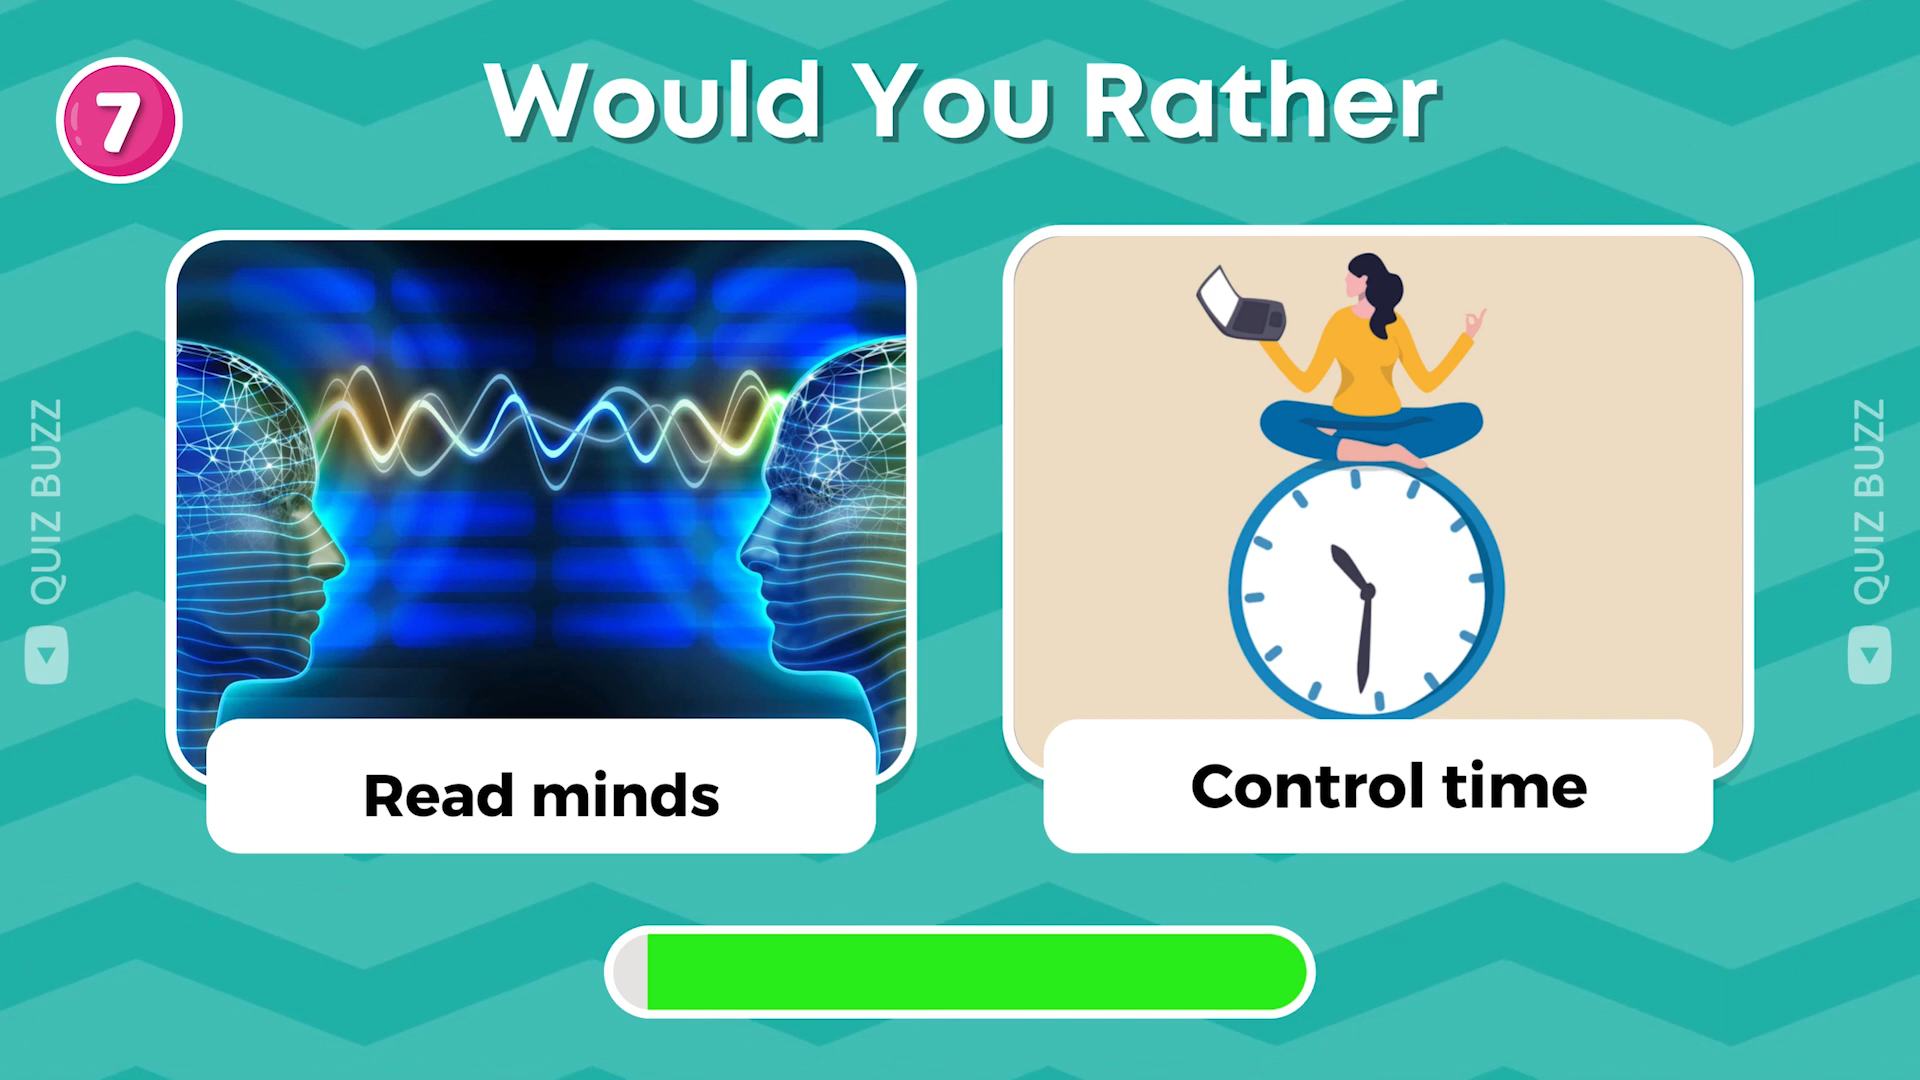 7
Would You Rather
QUIZ BUZZ
QUIZ BUZZ
Read minds
Control time